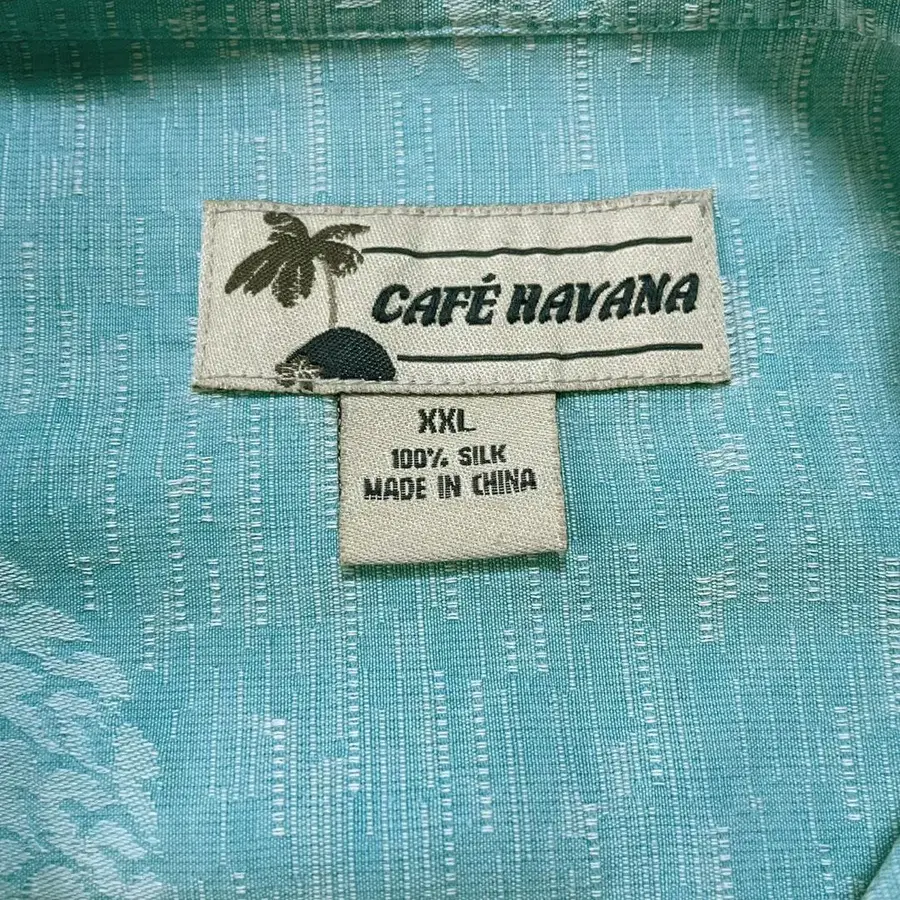 CAFÉ HAVANA
XXL
100% SILK
MADE IN CHINA